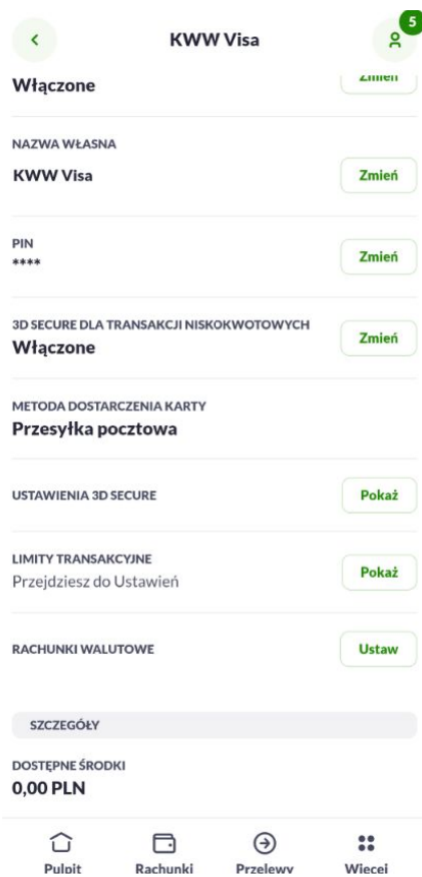 KWW Visa
5
Włączone
Zmień
NAZWA WŁASNA
KWW Visa
Zmień
PIN
****
Zmień
3D SECURE DLA TRANSAKCJI NISKOKWOTOWYCH
Włączone
Zmień
METODA DOSTARCZENIA KARTY
Przesyłka pocztowa
USTAWIENIA 3D SECURE
Pokaż
LIMITY TRANSAKCYJNE
Przejdziesz do Ustawień
Pokaż
RACHUNKI WALUTOWE
Ustaw
SZCZEGÓŁY
DOSTĘPNE ŚRODKI
0,00 PLN
Pulpit
Rachunki
Przelewy
Więcej